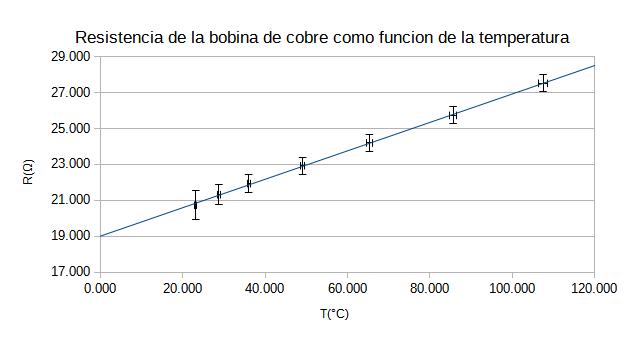 Resistencia de la bobina de cobre como funcion de la temperatura
29.000
27.000
25.000
23.000
21.000
19.000
17.000
R(Ω)
0.000 20.000 40.000 60.000 80.000 100.000 120.000
T(°C)